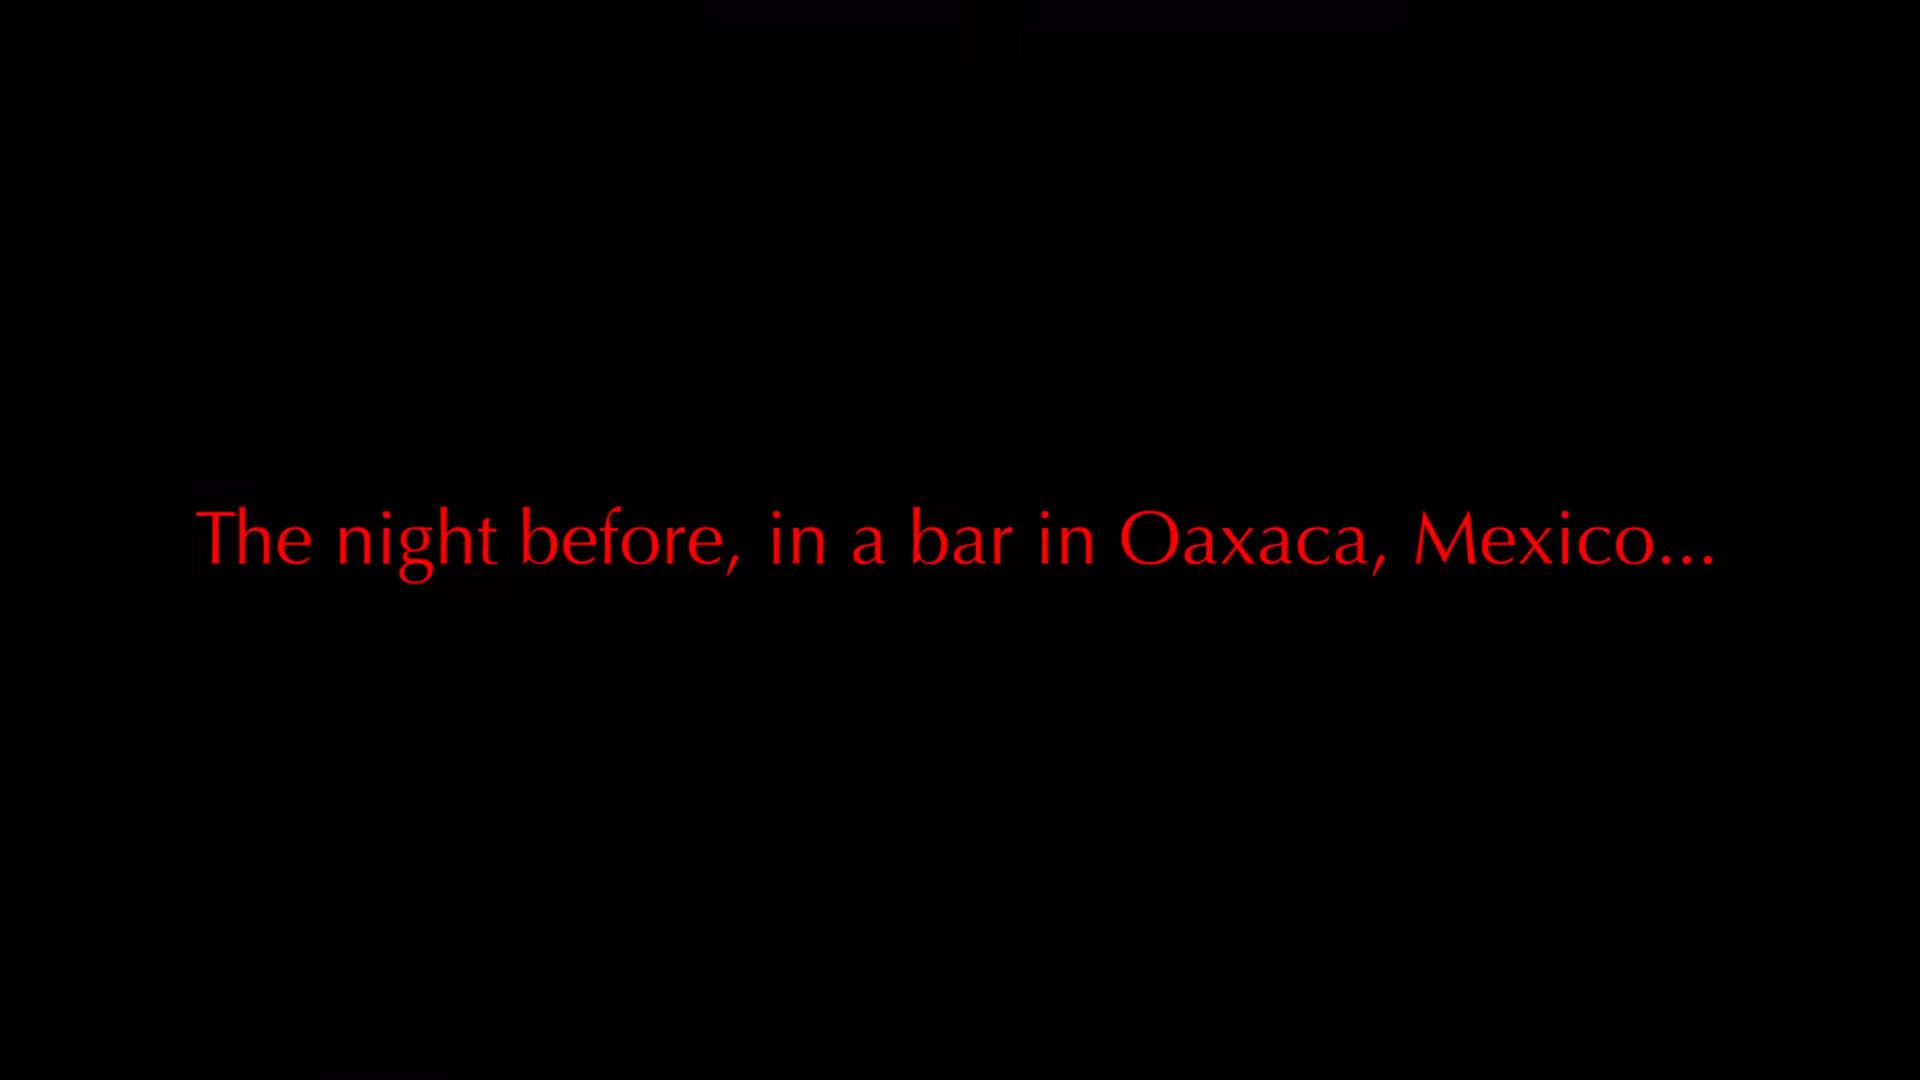 The night before, in a bar in Oaxaca, Mexico...